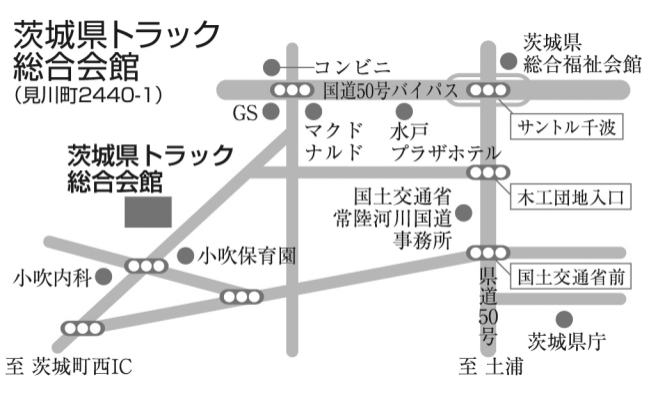 茨城県トラック
総合会館
(見川町2440-1)
コンビニ
国道50号バイパス
GS
マクド
ナルド
水戸
プラザホテル
茨城県
総合福祉会館
サントル千波
茨城県トラック
総合会館
木工団地入口
国土交通省
常陸河川国道
事務所
小吹保育園
小吹内科
国土交通省前
県道50号
茨城県庁
至 茨城町西IC
至 土浦